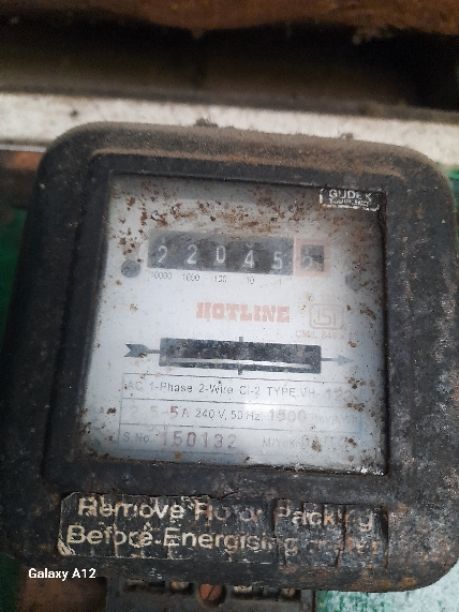 GUDEX
2 2 0 4 5
10000 1000 100 10 1
HOTLINE
ISI
AC 1-Phase 2-Wire Cl-2 TYPE
2.5-5A 240 V, 50 Hz
S.No. 150132
Remove Rotor Packing
Before Energising
Galaxy A12